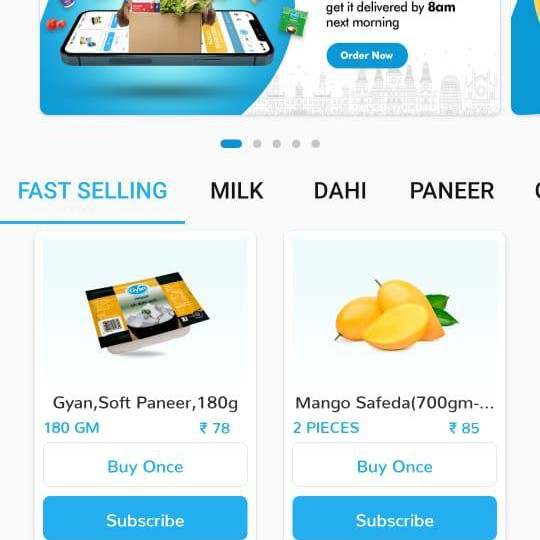 get it delivered by 8am
next morning
Order Now
FAST SELLING
MILK
DAHI
PANEER
Gyan
Gyan,Soft Paneer,180g
180 GM
₹ 78
Buy Once
Subscribe
Mango Safeda(700gm-...
2 PIECES
₹ 85
Buy Once
Subscribe